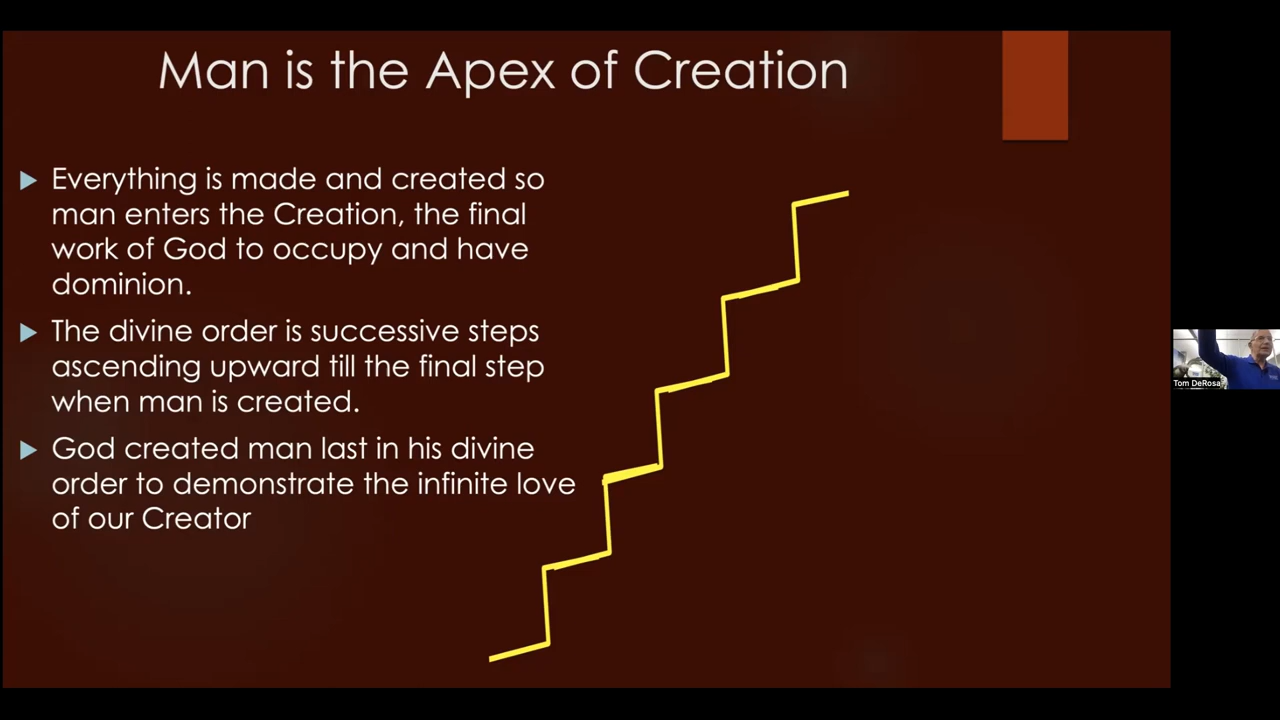 Man is the Apex of Creation
Everything is made and created so
man enters the Creation, the final
work of God to occupy and have
dominion.
The divine order is successive steps
ascending upward till the final step
when man is created.
God created man last in his divine
order to demonstrate the infinite love
of our Creator
Tom DeRosa